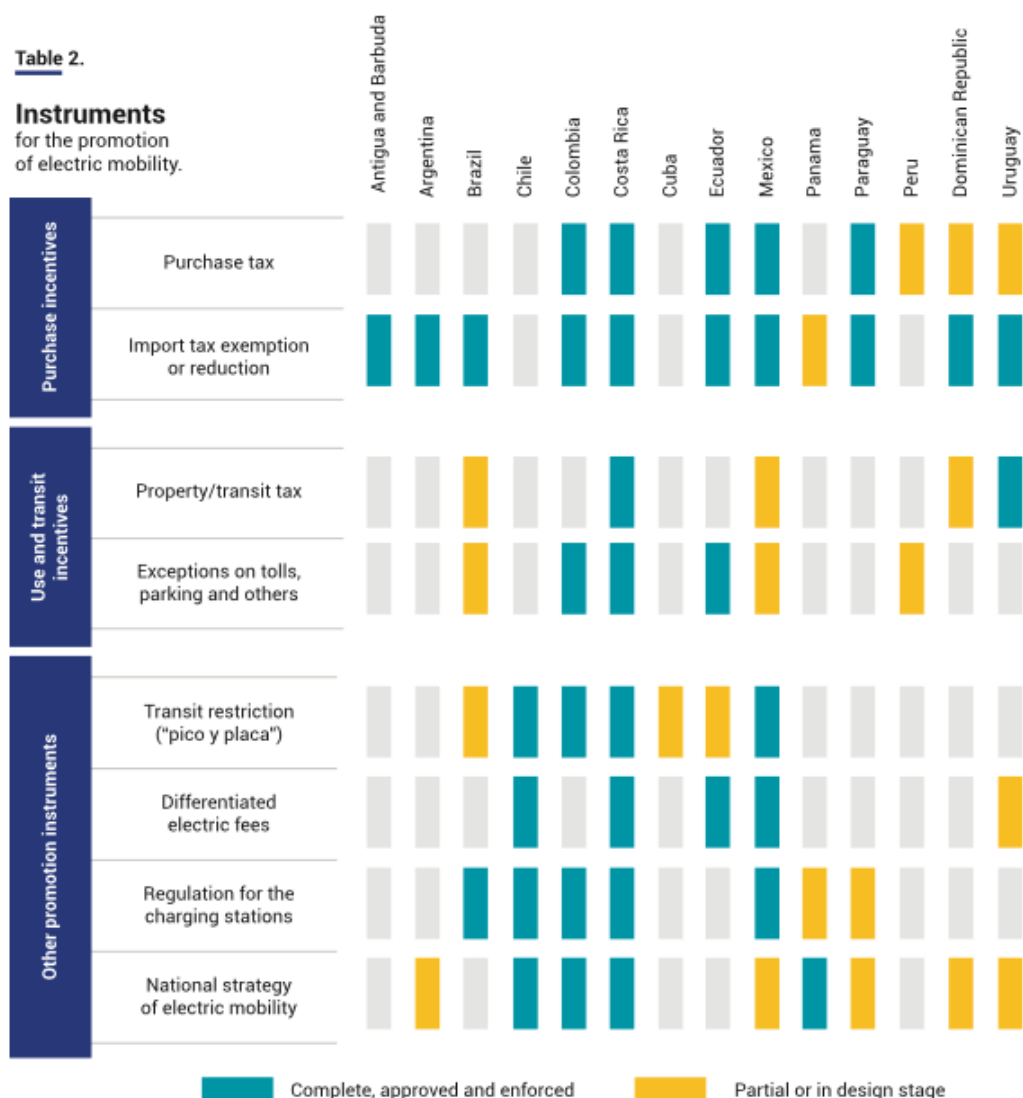 Table 2.
Instruments
for the promotion
of electric mobility.
Antigua and Barbuda
Argentina
Brazil
Chile
Colombia
Costa Rica
Cuba
Ecuador
Mexico
Panama
Paraguay
Peru
Dominican Republic
Uruguay
Purchase incentives
Purchase tax
Import tax exemption
or reduction
Use and transit
incentives
Property/transit tax
Exceptions on tolls,
parking and others
Other promotion instruments
Transit restriction
("pico y placa")
Differentiated
electric fees
Regulation for the
charging stations
National strategy
of electric mobility
Complete, approved and enforced
Partial or in design stage